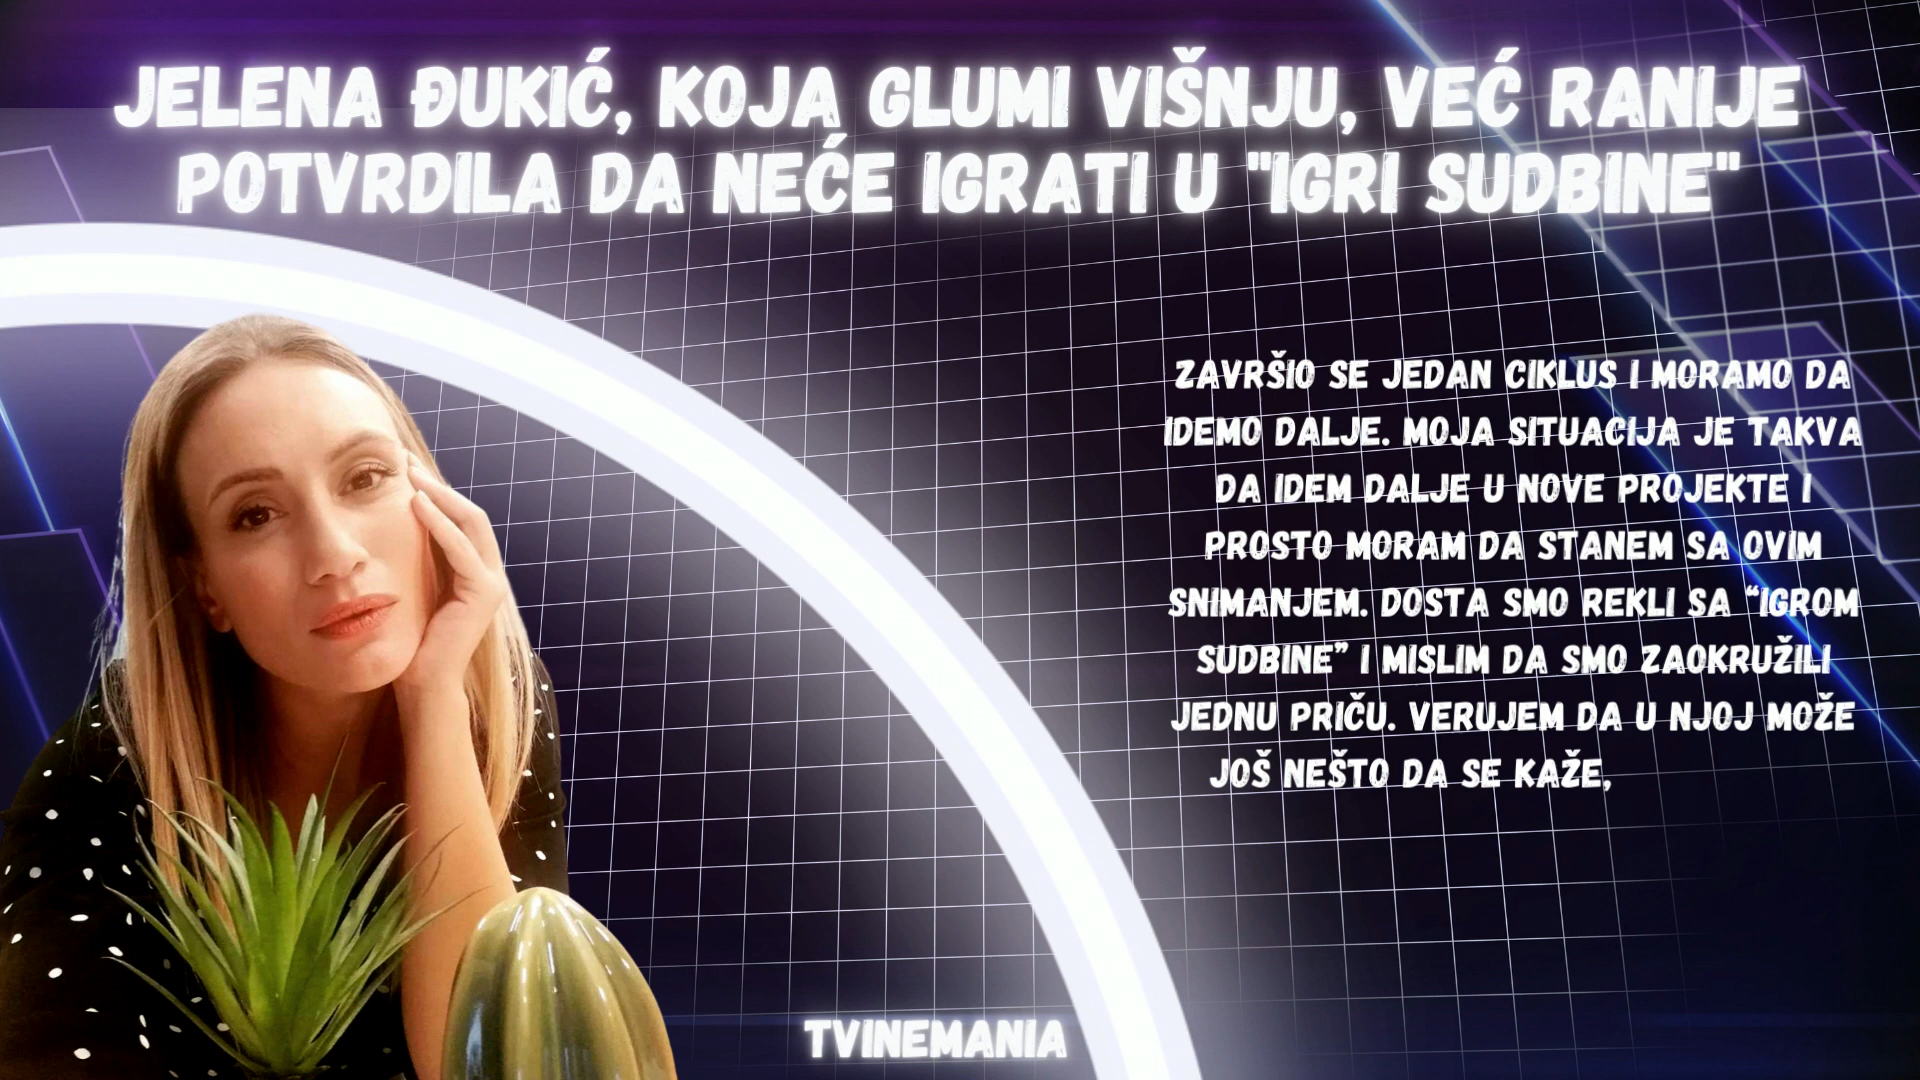 JELENA ĐUKIĆ, KOJA GLUMI VIŠNJU, VEĆ RANIJE
POTVRDILA DA NEĆE IGRATI U "IGRI SUDBINE"
ZAVRŠIO SE JEDAN CIKLUS I MORAMO DA
IDEMO DALJE. MOJA SITUACIJA JE TAKVA
DA IDEM DALJE U NOVE PROJEKTE I
PROSTO MORAM DA STANEM SA OVIM
SNIMANJEM. DOSTA SMO REKLI SA “IGROM
SUDBINE” I MISLIM DA SMO ZAOKRUŽILI
JEDNU PRIČU. VERUJEM DA U NJOJ MOŽE
JOŠ NEŠTO DA SE KAŽE,
TVINEMANIA